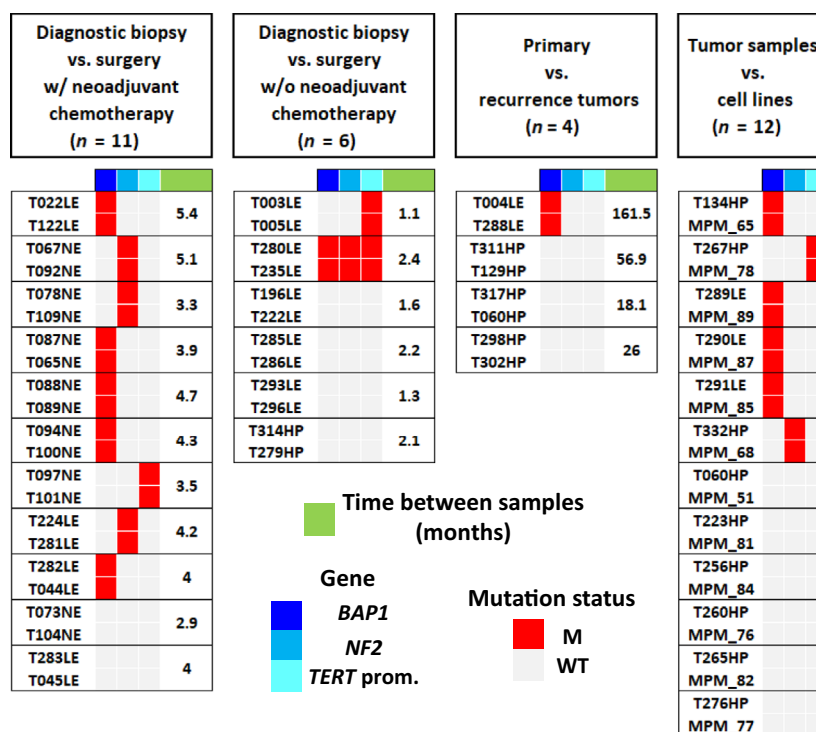 Diagnostic biopsy
vs. surgery
w/ neoadjuvant
chemotherapy
(n = 11)
T022LE
T122LE
5.4
T067NE
T092NE
5.1
T078NE
T109NE
3.3
T087NE
T065NE
3.9
T088NE
T089NE
4.7
T094NE
T100NE
4.3
T097NE
T101NE
3.5
T224LE
T281LE
4.2
T282LE
T044LE
4
T073NE
T104NE
2.9
T283LE
T045LE
4
Diagnostic biopsy
vs. surgery
w/o neoadjuvant
chemotherapy
(n = 6)
T003LE
T005LE
1.1
T280LE
T235LE
2.4
T196LE
T222LE
1.6
T285LE
T286LE
2.2
T293LE
T296LE
1.3
T314HP
T279HP
2.1
Primary
vs.
recurrence tumors
(n = 4)
T004LE
T288LE
161.5
T311HP
T129HP
56.9
T317HP
T060HP
18.1
T298HP
T302HP
26
Tumor samples
vs.
cell lines
(n = 12)
T134HP
MPM_65
T267HP
MPM_78
T289LE
MPM_89
T290LE
MPM_87
T291LE
MPM_85
T332HP
MPM_68
T060HP
MPM_51
T223HP
MPM_81
T256HP
MPM_84
T260HP
MPM_76
T265HP
MPM_82
T276HP
MPM_77
Time between samples
(months)
Gene
BAP1
NF2
TERT prom.
Mutation status
M
WT